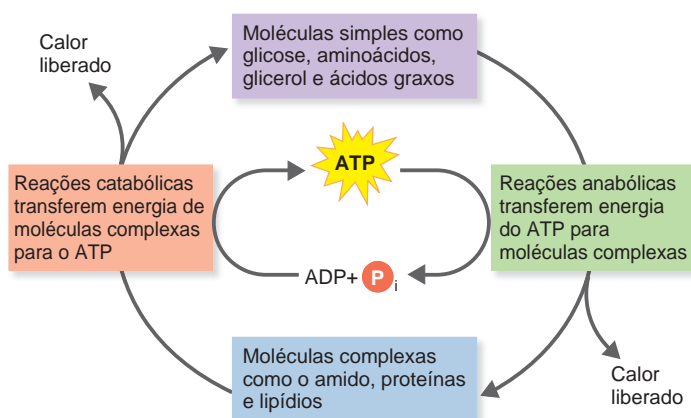 Moléculas simples como
glicose, aminoácidos,
glicerol e ácidos graxos
Calor
liberado
ATP
Reações catabólicas
transferem energia de
moléculas complexas
para o ATP
Reações anabólicas
transferem energia
do ATP para
moléculas complexas
ADP+ P i
Moléculas complexas
como o amido, proteínas
e lipídios
Calor
liberado